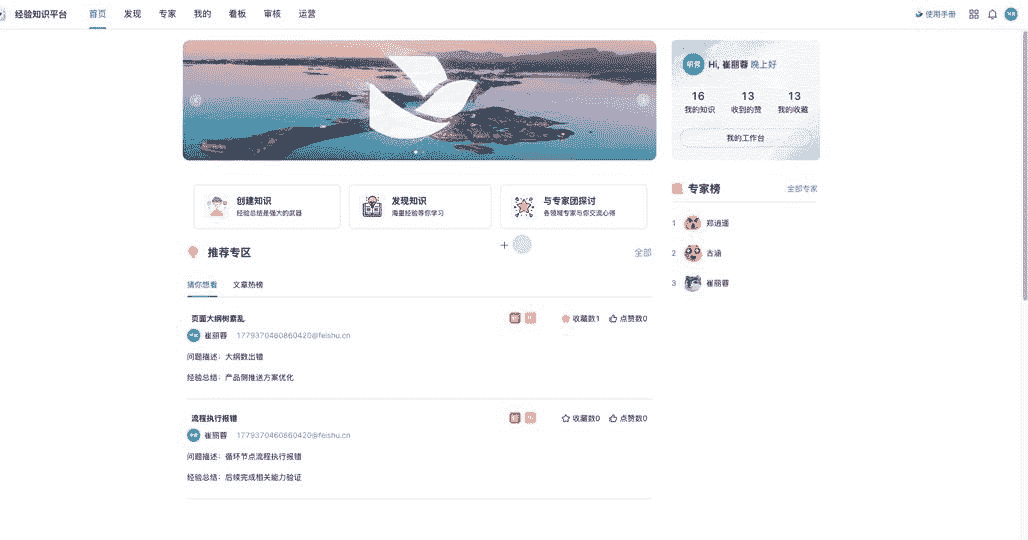 经验知识平台 首页 发现 专家 我的 看板 审核 运营 使用手册
Hi, 崔丽蓉 晚上好
16 13 13
我的知识 收到的赞 我的收藏
我的工作台
创建知识 发现知识 与专家团探讨
经验总结是强大的武器 海量经验等你学习 各领域专家与你交流心得
专家榜 全部专家
1 郑逍遥
2 古涵
3 崔丽蓉
推荐专区 全部
猜你想看 文章热榜
页面大纲树紊乱 收藏数1 点赞数0
崔丽蓉 1779370460860420@feishu.cn
问题描述：大纲数出错
经验总结：产品侧推送方案优化
流程执行报错 收藏数0 点赞数0
崔丽蓉 1779370460860420@feishu.cn
问题描述：循环节点流程执行报错
经验总结：后续完成相关能力验证